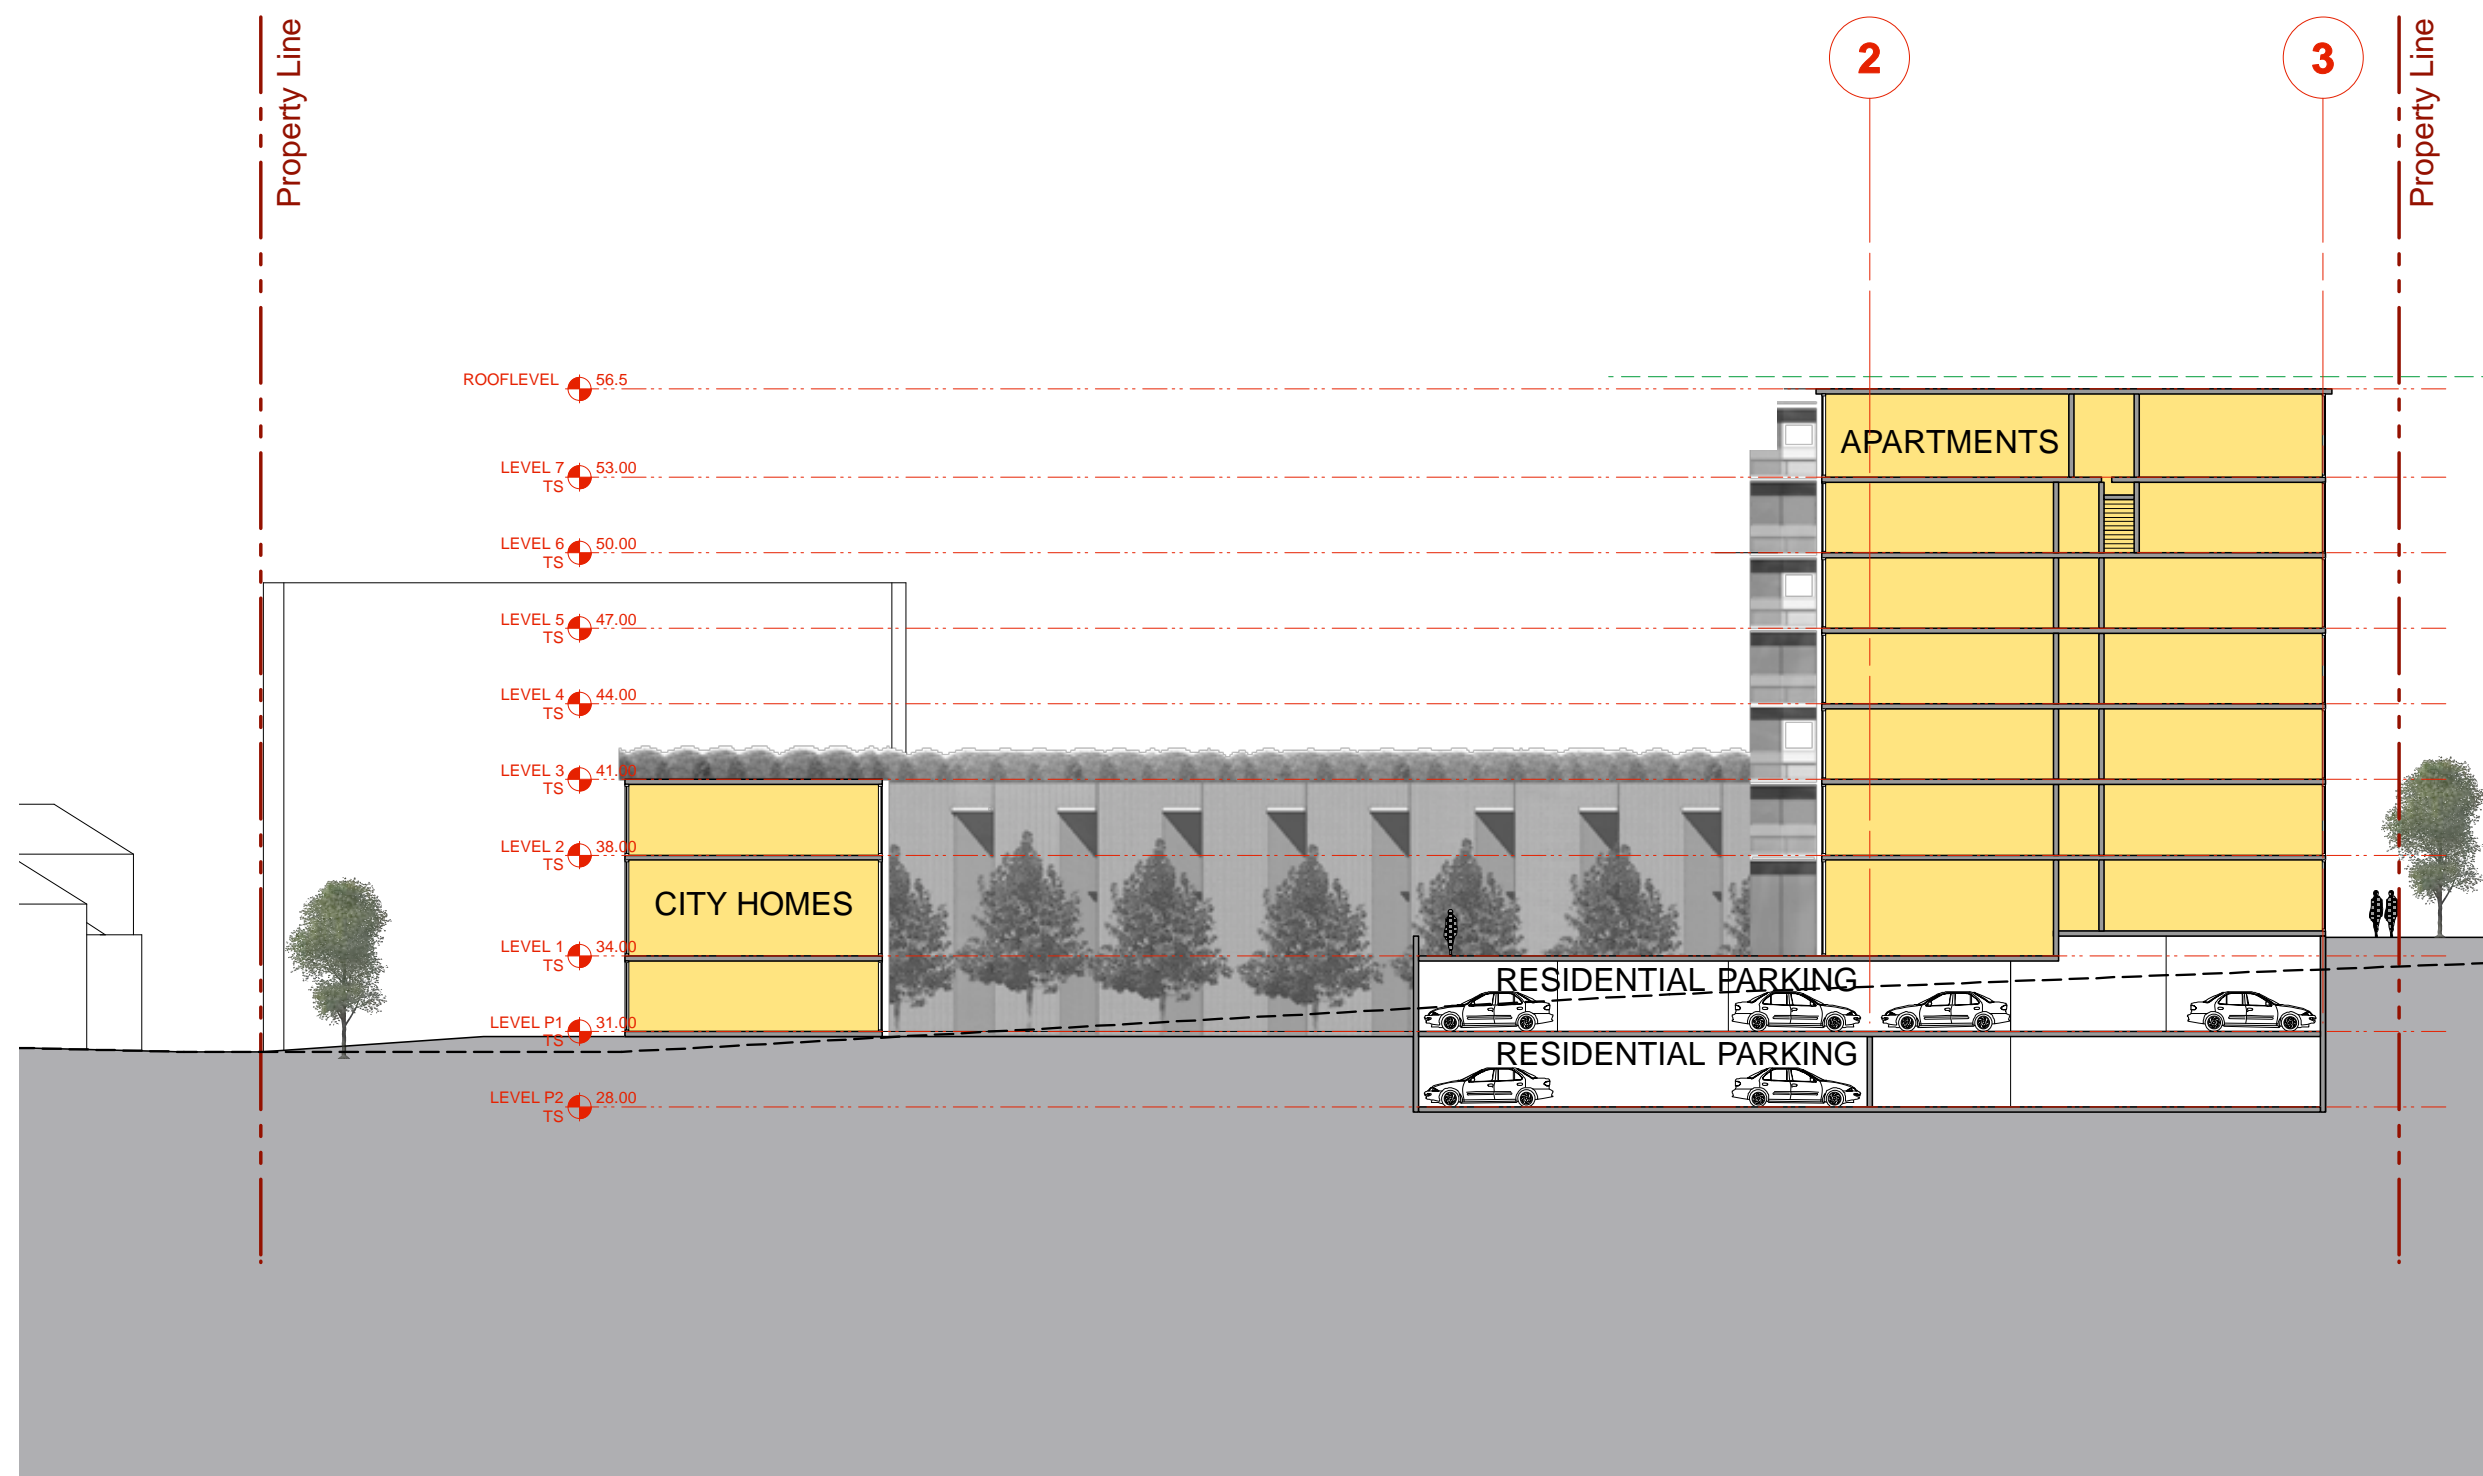 Property Line
2
3
Property Line
ROOFLEVEL 56.5
LEVEL 7 53.00
TS
APARTMENTS
LEVEL 6 50.00
TS
LEVEL 5 47.00
TS
LEVEL 4 44.00
TS
LEVEL 3 41.00
TS
LEVEL 2 38.00
TS
CITY HOMES
LEVEL 1 34.00
TS
RESIDENTIAL PARKING
LEVEL P1 31.00
TS
RESIDENTIAL PARKING
LEVEL P2 28.00
TS